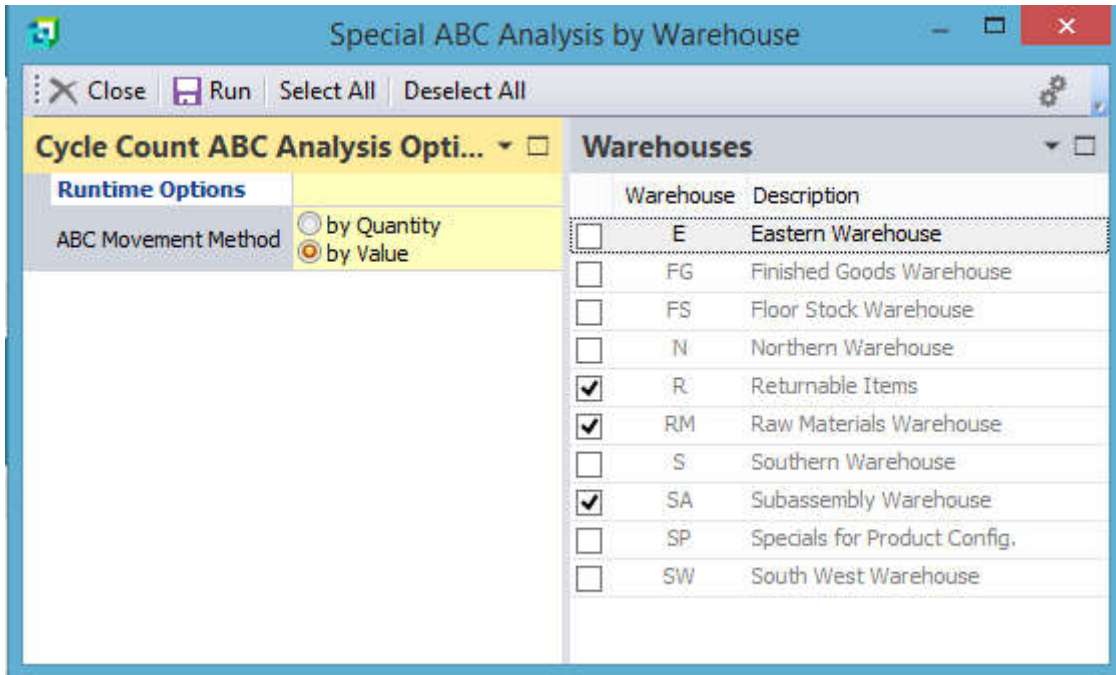 Special ABC Analysis by Warehouse
Close Run Select All Deselect All
Cycle Count ABC Analysis Opti...
Runtime Options
ABC Movement Method
by Quantity
by Value
Warehouses
Warehouse Description
E Eastern Warehouse
FG Finished Goods Warehouse
FS Floor Stock Warehouse
N Northern Warehouse
R Returnable Items
RM Raw Materials Warehouse
S Southern Warehouse
SA Subassembly Warehouse
SP Specials for Product Config.
SW South West Warehouse